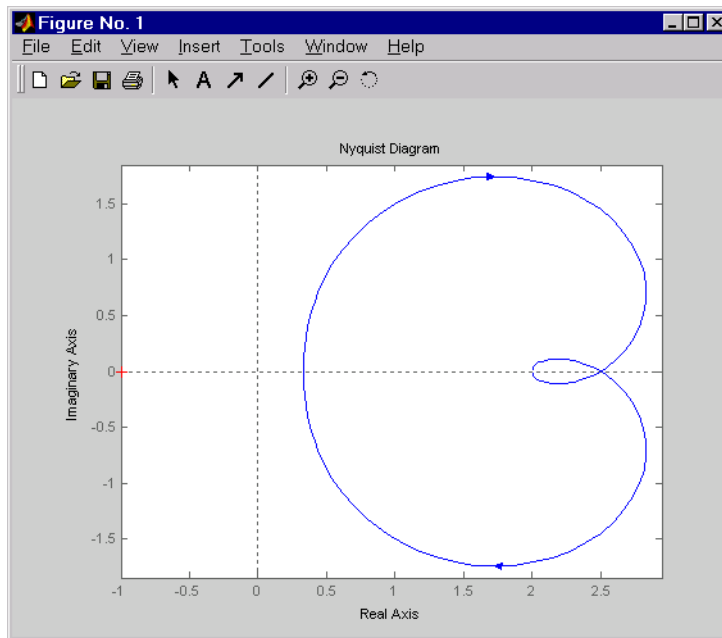 Figure No. 1
File Edit View Insert Tools Window Help
A
Nyquist Diagram
1.5
1
0.5
0
-0.5
-1
-1.5
Imaginary Axis
-1 -0.5 0 0.5 1 1.5 2 2.5
Real Axis